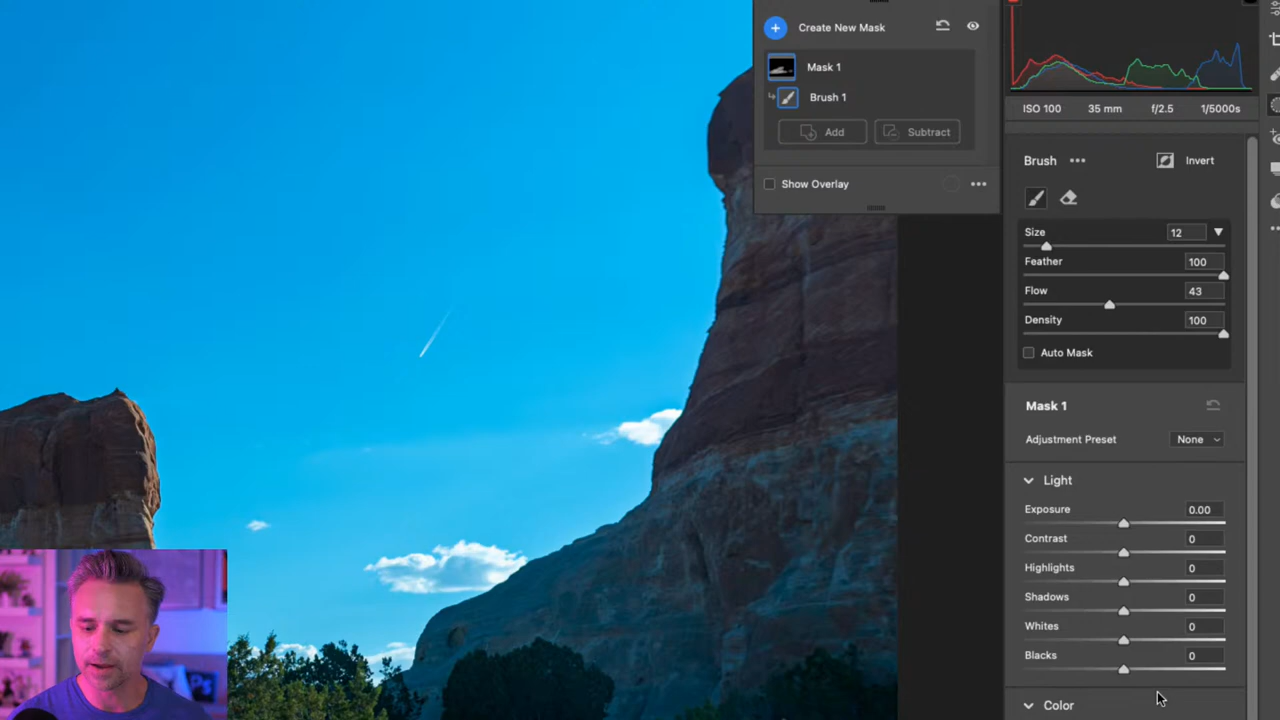 Create New Mask
Mask 1
Brush 1
Add
Subtract
Show Overlay
ISO 100 35 mm f/2.5 1/5000s
Brush
Invert
Size 12
Feather 100
Flow 43
Density 100
Auto Mask
Mask 1
Adjustment Preset None
Light
Exposure 0.00
Contrast 0
Highlights 0
Shadows 0
Whites 0
Blacks 0
Color
Ps